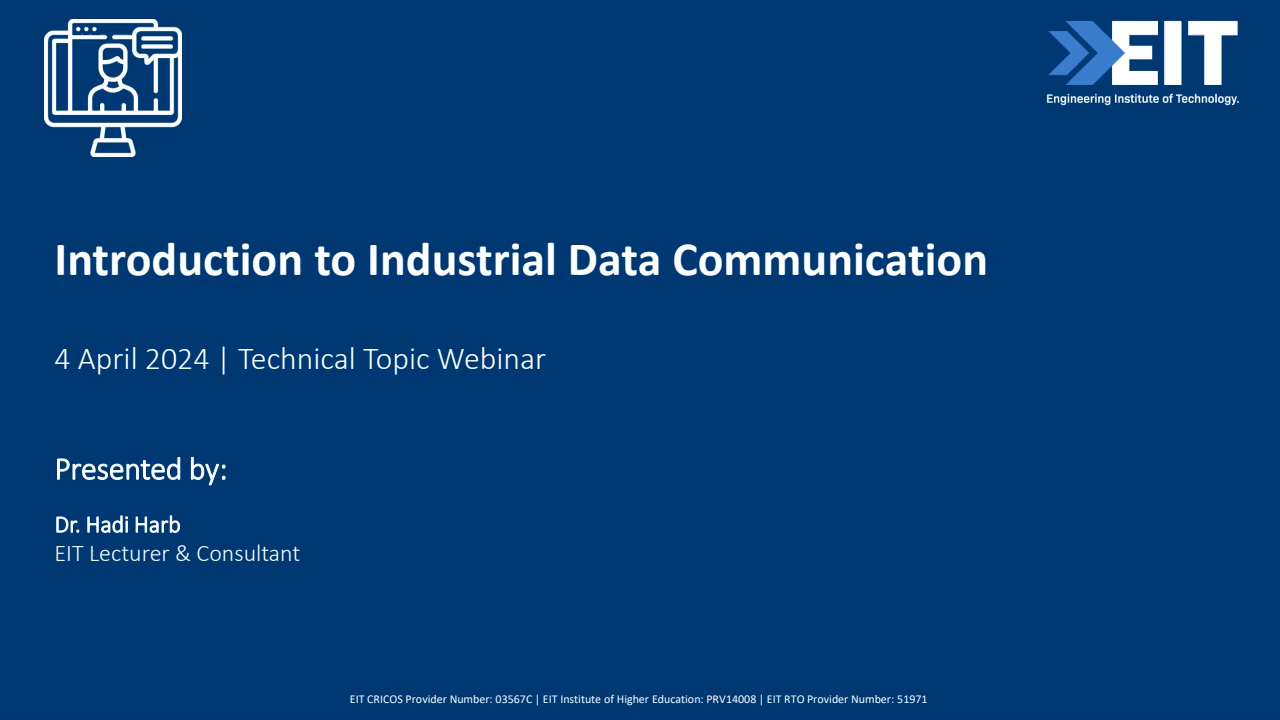 EIT
Engineering Institute of Technology.
Introduction to Industrial Data Communication
4 April 2024 | Technical Topic Webinar
Presented by:
Dr. Hadi Harb
EIT Lecturer & Consultant
EIT CRICOS Provider Number: 03567C | EIT Institute of Higher Education: PRV14008 | EIT RTO Provider Number: 51971